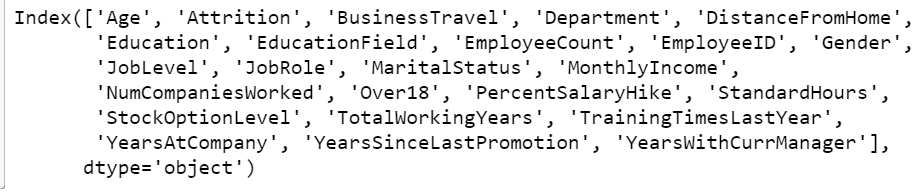 Index(['Age', 'Attrition', 'BusinessTravel', 'Department', 'DistanceFromHome',
'Education', 'EducationField', 'EmployeeCount', 'EmployeeID', 'Gender',
'JobLevel', 'JobRole', 'MaritalStatus', 'MonthlyIncome',
'NumCompaniesWorked', 'Over18', 'PercentSalaryHike', 'StandardHours',
'StockOptionLevel', 'TotalWorkingYears', 'TrainingTimesLastYear',
'YearsAtCompany', 'YearsSinceLastPromotion', 'YearsWithCurrManager'],
dtype='object')